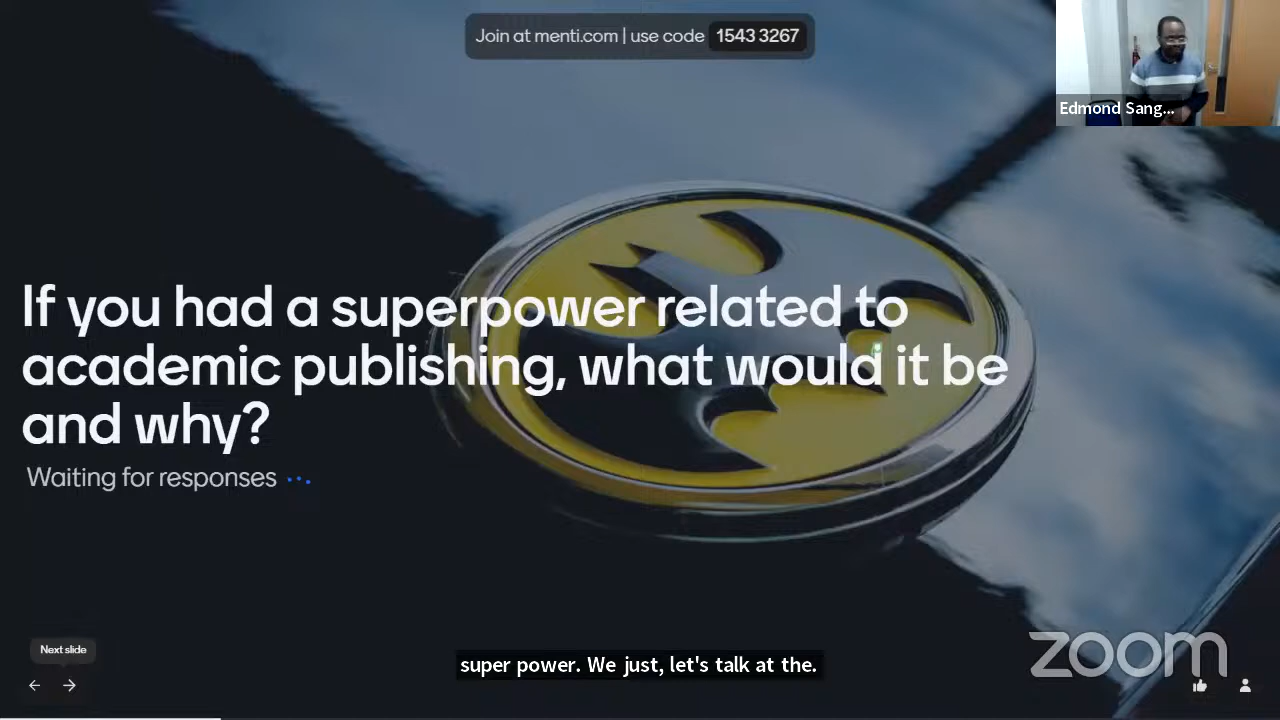 Join at menti.com | use code 1543 3267
Edmond Sang...
If you had a superpower related to
academic publishing, what would it be
and why?
Waiting for responses
Next slide
super power. We just, let's talk at the.
zoom